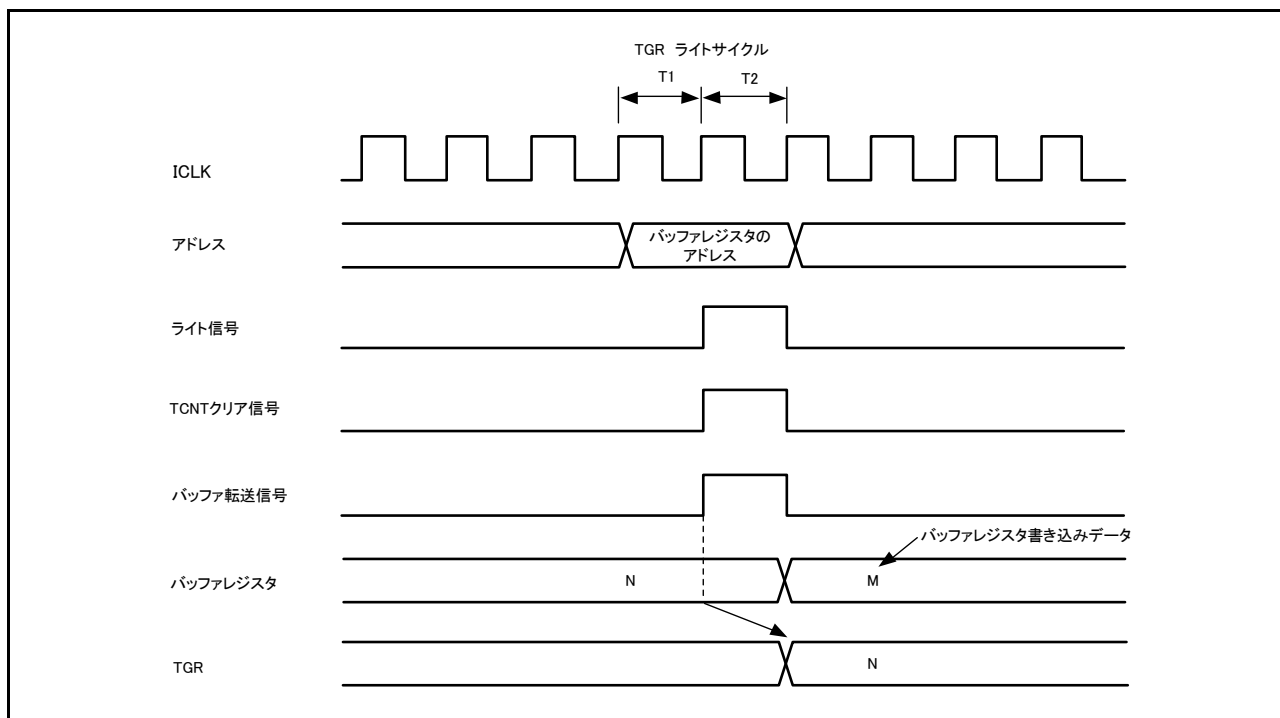 TGR ライトサイクル
T1
T2
ICLK
アドレス
バッファレジスタの
アドレス
ライト信号
TCNTクリア信号
バッファ転送信号
バッファレジスタ書き込みデータ
バッファレジスタ
N
M
TGR
N